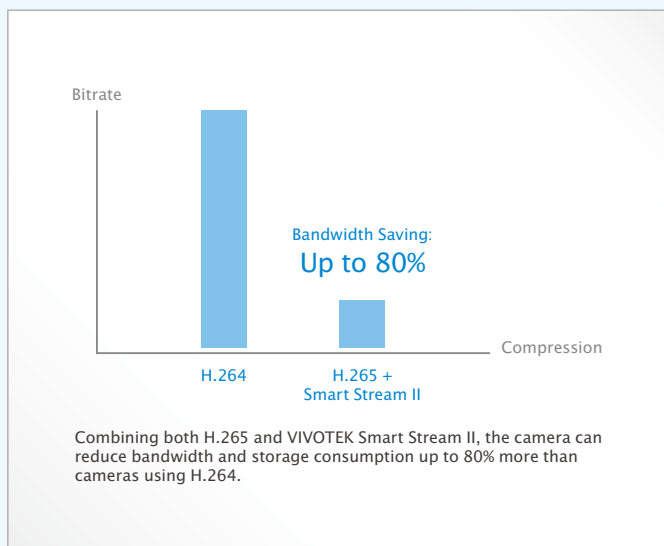 Bitrate
Bandwidth Saving:
Up to 80%
Compression
H.264
H.265 +
Smart Stream II
Combining both H.265 and VIVOTEK Smart Stream II, the camera can
reduce bandwidth and storage consumption up to 80% more than
cameras using H.264.